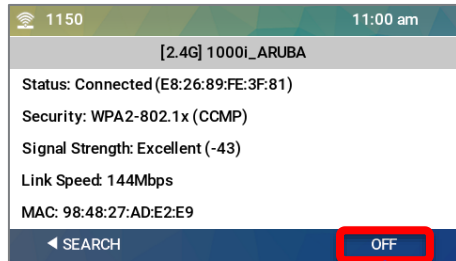 1150 11:00 am
[2.4G] 1000i_ARUBA
Status: Connected (E8:26:89:FE:3F:81)
Security: WPA2-802.1x (CCMP)
Signal Strength: Excellent (-43)
Link Speed: 144Mbps
MAC: 98:48:27:AD:E2:E9
◀ SEARCH OFF